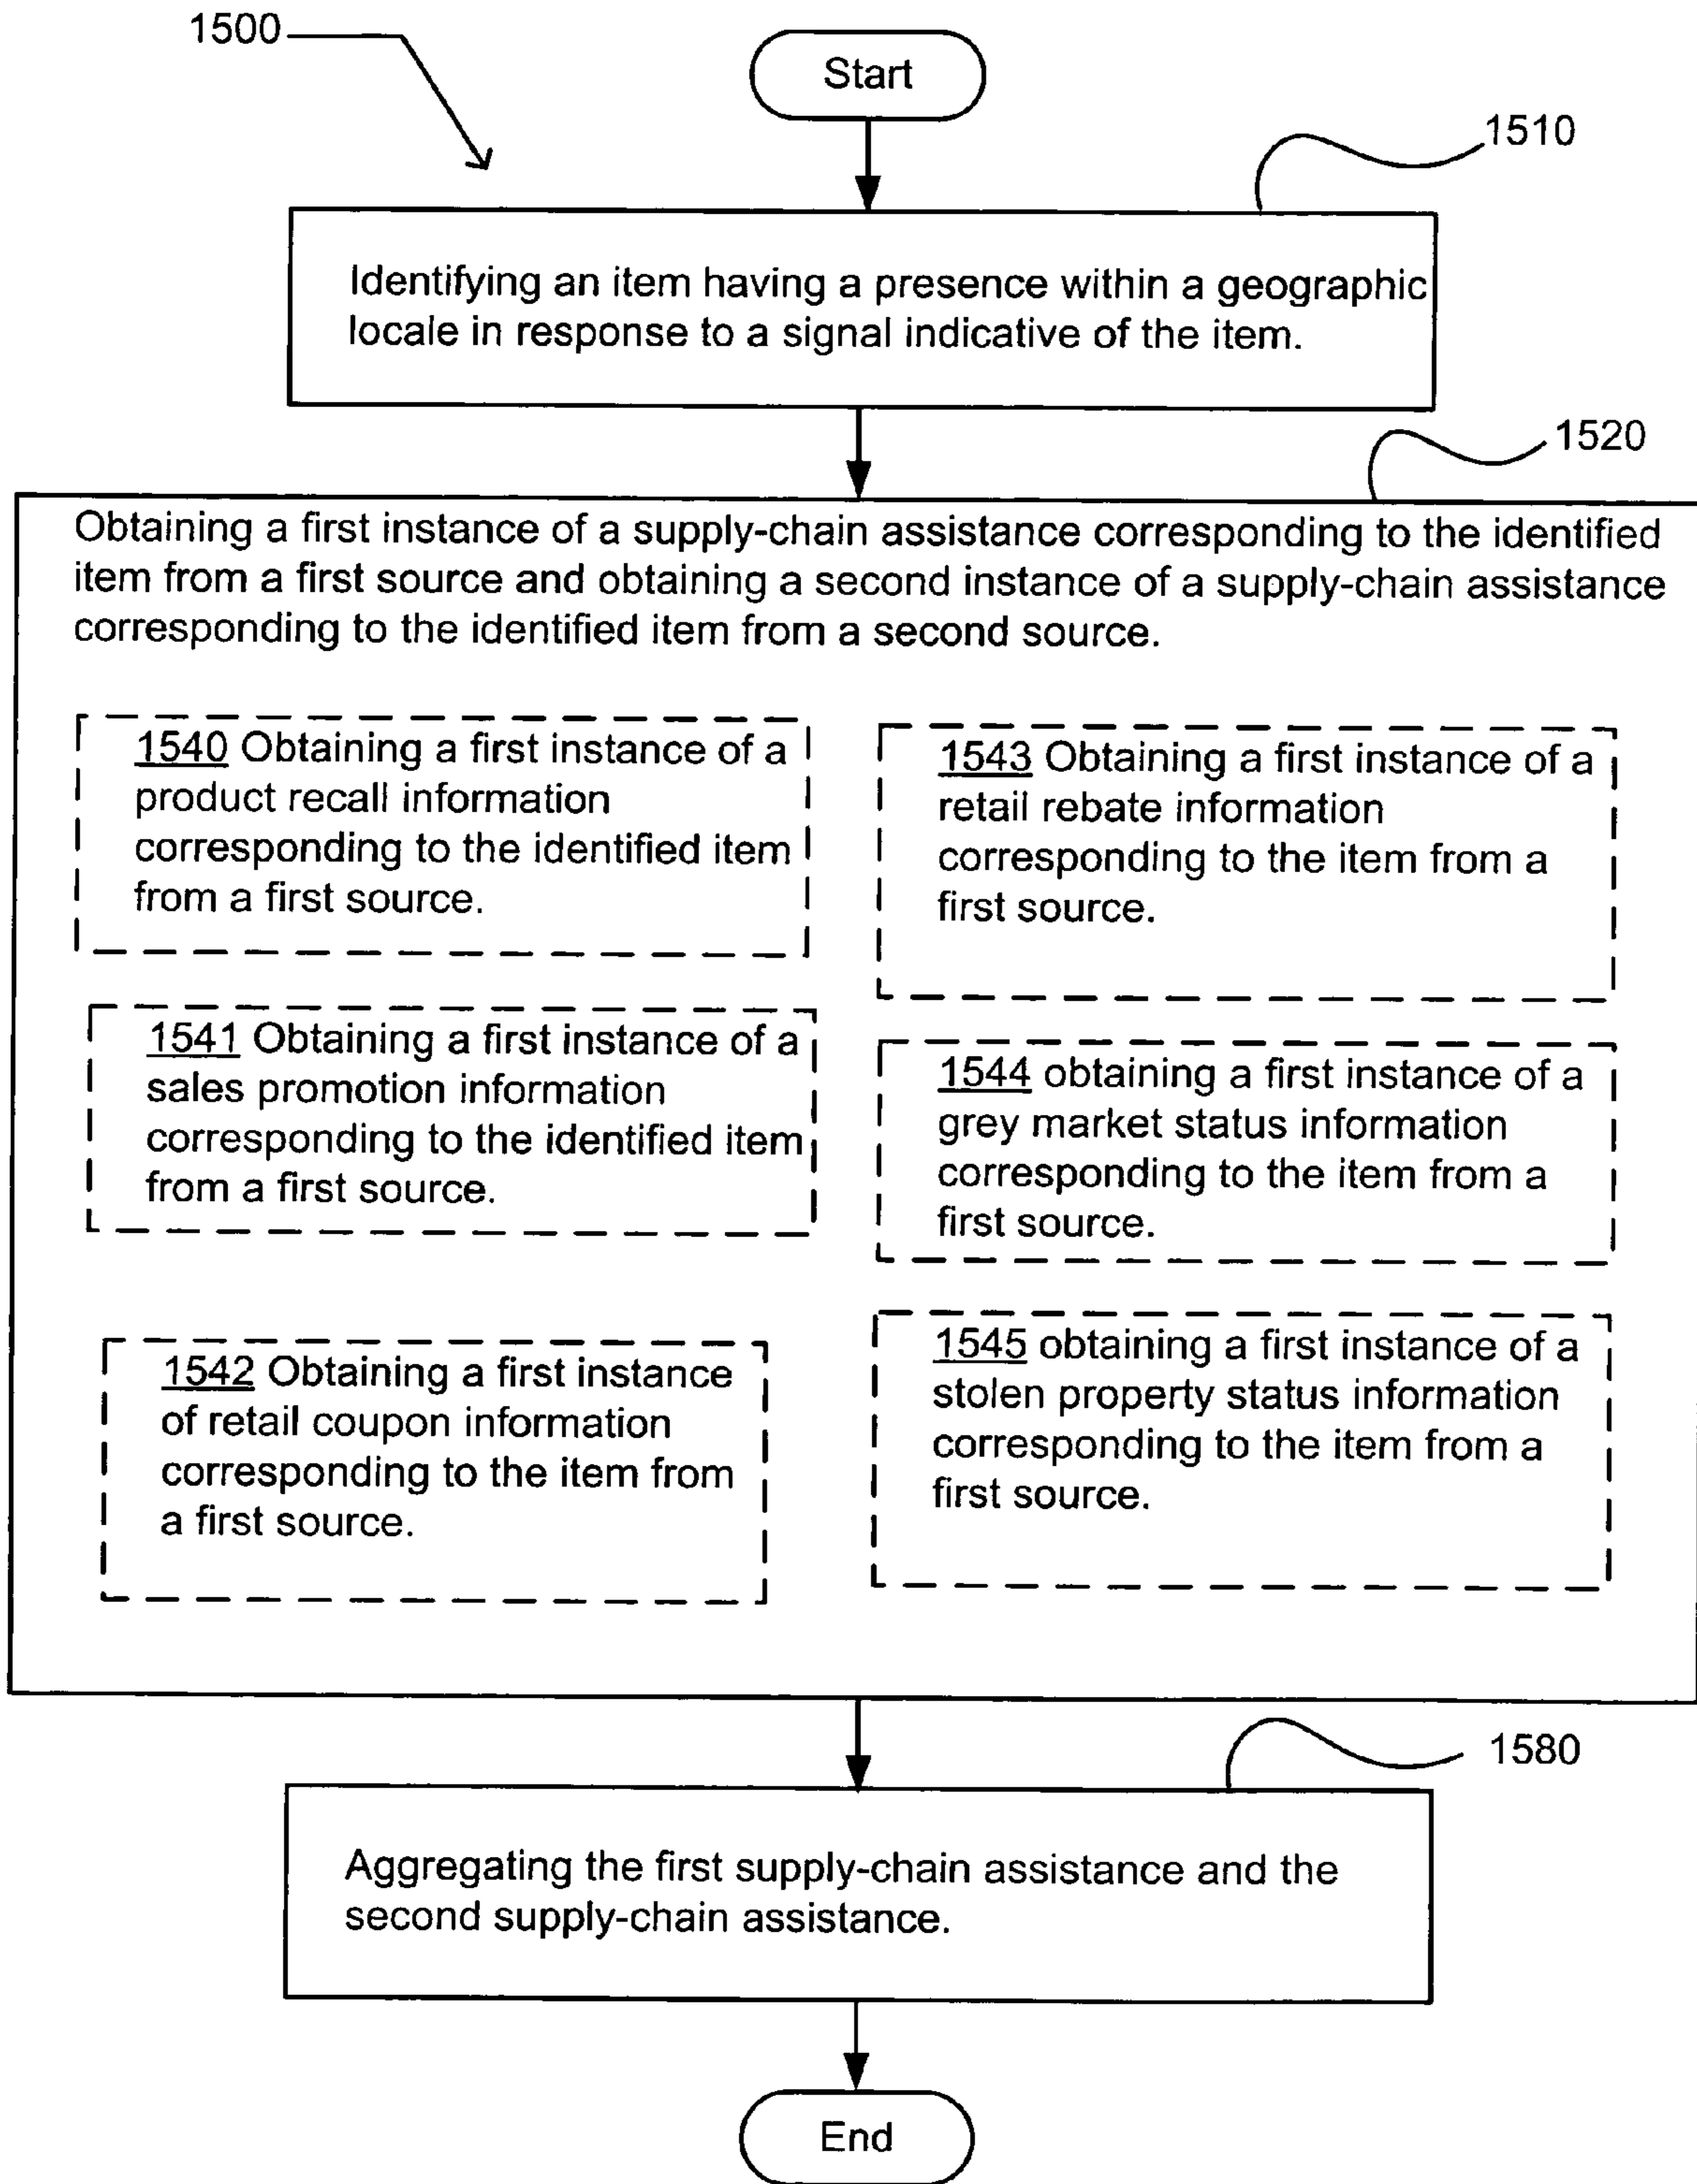 1500
Start
1510
Identifying an item having a presence within a geographic
locale in response to a signal indicative of the item.
1520
Obtaining a first instance of a supply-chain assistance corresponding to the identified
item from a first source and obtaining a second instance of a supply-chain assistance
corresponding to the identified item from a second source.
1540 Obtaining a first instance of a
product recall information
corresponding to the identified item
from a first source.
1541 Obtaining a first instance of a
sales promotion information
corresponding to the identified item
from a first source.
1542 Obtaining a first instance
of retail coupon information
corresponding to the item from
a first source.
1543 Obtaining a first instance of a
retail rebate information
corresponding to the item from a
first source.
1544 obtaining a first instance of a
grey market status information
corresponding to the item from a
first source.
1545 obtaining a first instance of a
stolen property status information
corresponding to the item from a
first source.
1580
Aggregating the first supply-chain assistance and the
second supply-chain assistance.
End